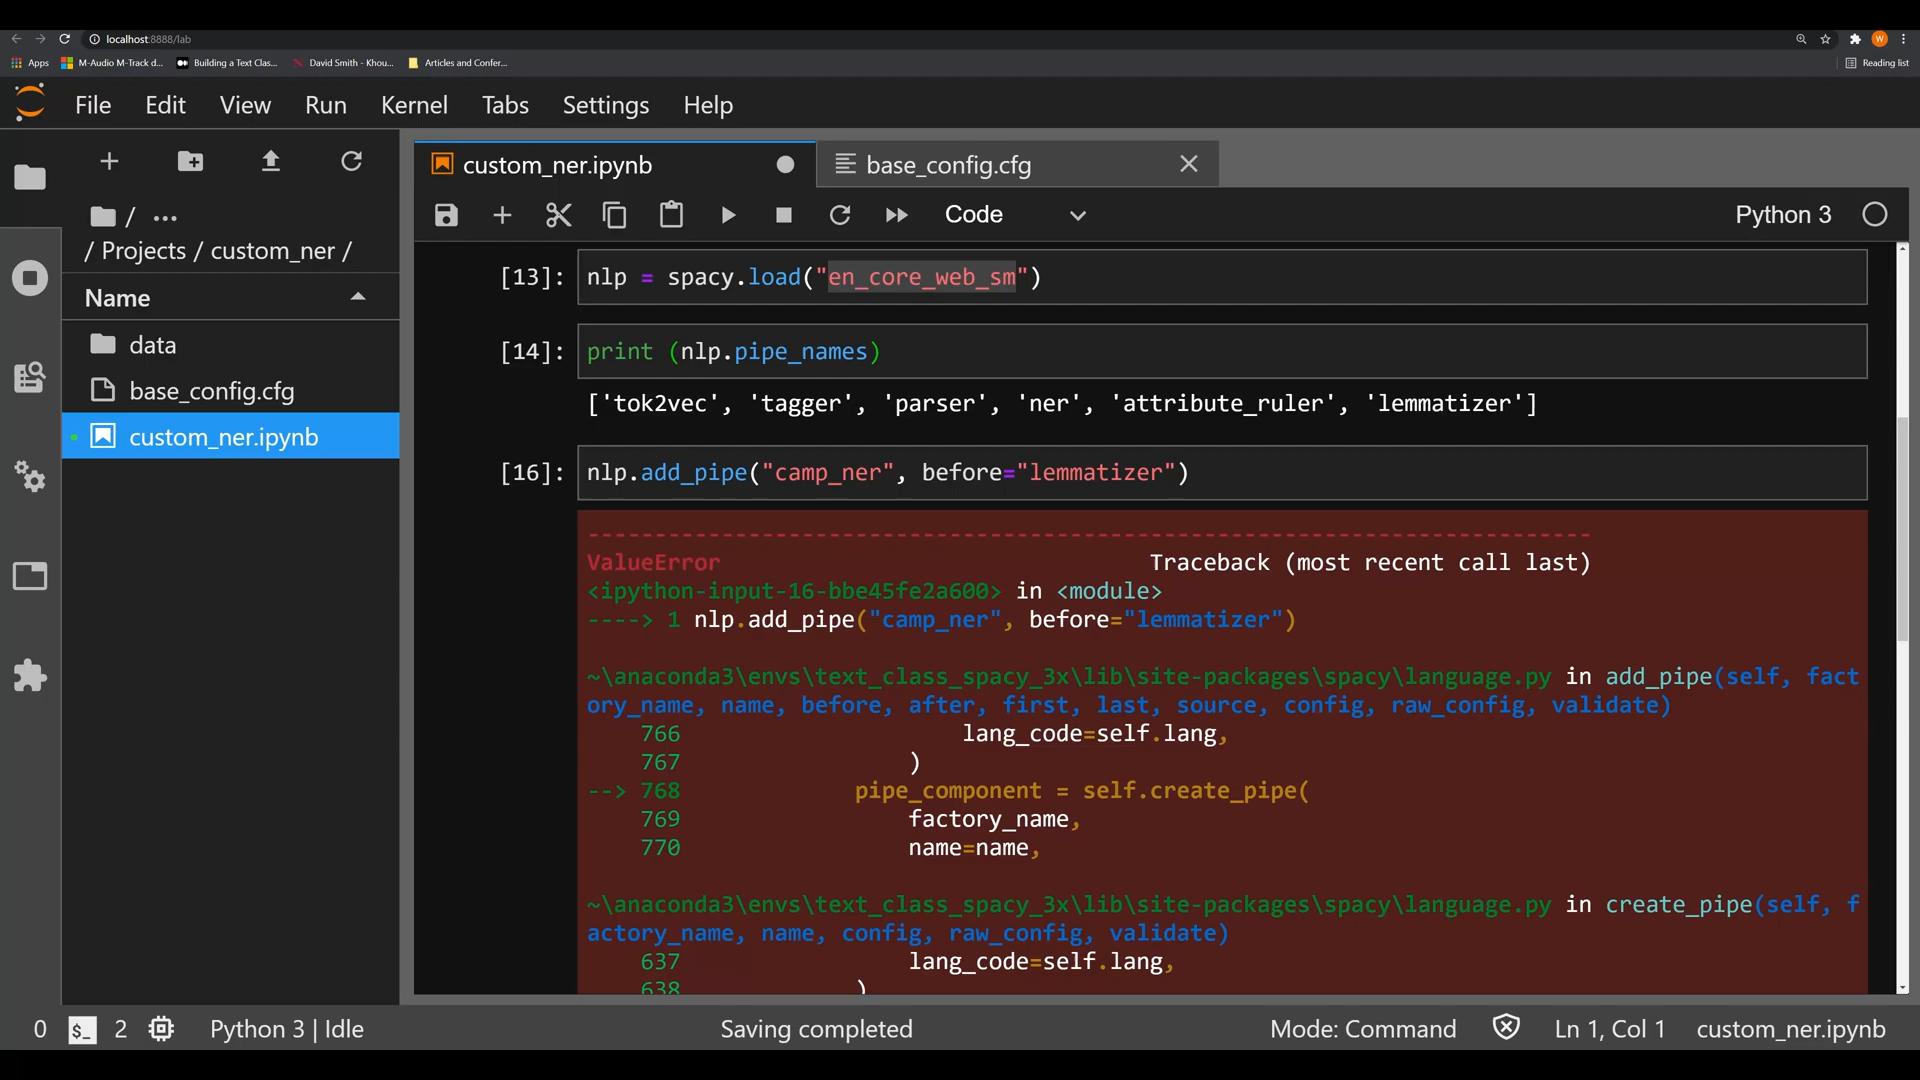 localhost:8888/lab
W
Apps
M-Audio M-Track d...
Building a Text Clas...
David Smith - Khou...
Articles and Confer...
Reading list
File Edit View Run Kernel Tabs Settings Help
custom_ner.ipynb
base_config.cfg
Code
Python 3
/ ...
/ Projects / custom_ner /
Name
data
base_config.cfg
custom_ner.ipynb
[13]: nlp = spacy.load("en_core_web_sm")
[14]: print (nlp.pipe_names)
['tok2vec', 'tagger', 'parser', 'ner', 'attribute_ruler', 'lemmatizer']
[16]: nlp.add_pipe("camp_ner", before="lemmatizer")
---------------------------------------------------------------------------
ValueError Traceback (most recent call last)
<ipython-input-16-bbe45fe2a600> in <module>
----> 1 nlp.add_pipe("camp_ner", before="lemmatizer")
~\anaconda3\envs\text_class_spacy_3x\lib\site-packages\spacy\language.py in add_pipe(self, fact
ory_name, name, before, after, first, last, source, config, raw_config, validate)
766 lang_code=self.lang,
767 )
--> 768 pipe_component = self.create_pipe(
769 factory_name,
770 name=name,
~\anaconda3\envs\text_class_spacy_3x\lib\site-packages\spacy\language.py in create_pipe(self, f
actory_name, name, config, raw_config, validate)
637 lang_code=self.lang,
638 )
0 $_ 2 Python 3 | Idle
Saving completed
Mode: Command
Ln 1, Col 1
custom_ner.ipynb